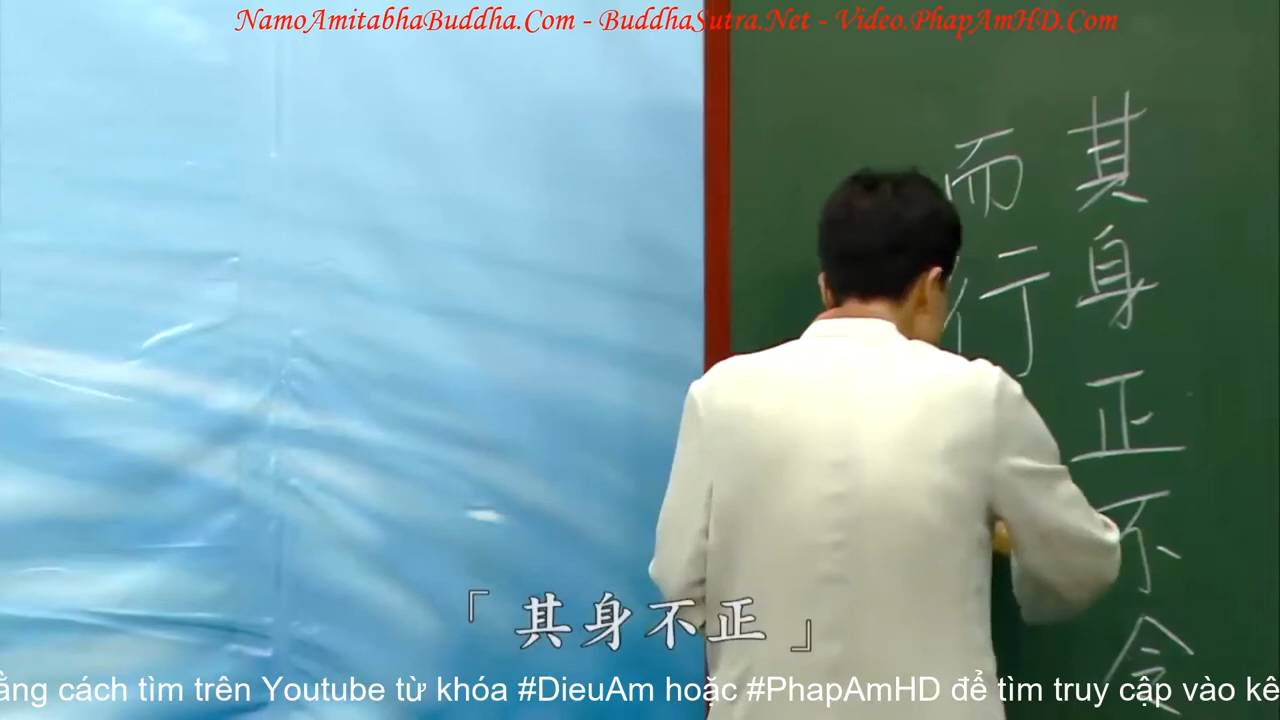 NamoAmitabhaBuddha.Com - BuddhaSutra.Net - Video.PhapAmHD.Com
其身正不令
而行
「其身不正」
ằng cách tìm trên Youtube từ khóa #DieuAm hoặc #PhapAmHD để tìm truy cập vào kê